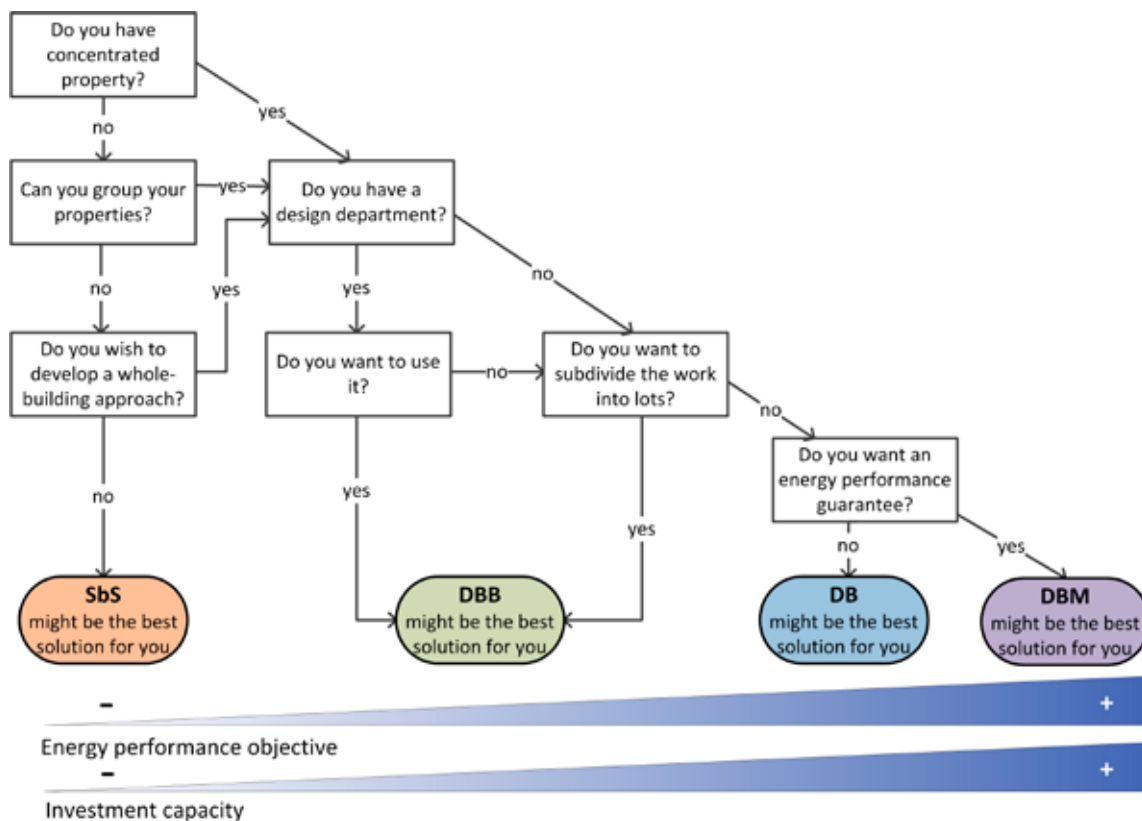 Do you have
concentrated
property?
yes
no
Can you group your
properties?
yes
Do you have a
design department?
no
yes
yes
no
Do you wish to
develop a whole-
building approach?
Do you want to use
it?
no
Do you want to
subdivide the work
into lots?
no
Do you want an
energy performance
guarantee?
no
yes
yes
no
yes
SbS
might be the best
solution for you
DBB
might be the best
solution for you
DB
might be the best
solution for you
DBM
might be the best
solution for you
- +
Energy performance objective
- +
Investment capacity